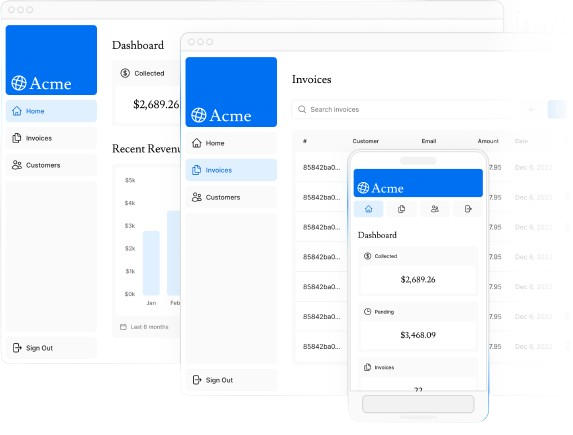 Acme
Home
Invoices
Customers
Sign Out
Dashboard
Collected
$2,689.26
Recent Revenu
$5k
$4k
$3k
$2k
$1k
$0k
Jan
Feb
Last 6 months
Acme
Home
Invoices
Customers
Sign Out
Invoices
Search invoices
# Customer Email Amount Date
85842ba0... 7.95 Dec 6, 2022
85842ba0... 7.95 Dec 6, 2022
85842ba0... 7.95 Dec 6, 2022
85842ba0... 7.95 Dec 6, 2022
85842ba0... 7.95 Dec 6, 2022
85842ba0... 7.95 Dec 6, 2022
85842ba0... 7.95 Dec 6, 2022
Acme
Dashboard
Collected
$2,689.26
Pending
$3,468.09
Invoices
22